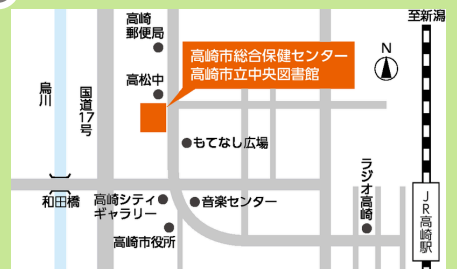 至新潟
高崎
郵便局
高崎市総合保健センター
高崎市立中央図書館
N
高松中
烏川
国道17号
もてなし広場
ラジオ高崎
和田橋
高崎シティ
ギャラリー
音楽センター
高崎市役所
JR高崎駅